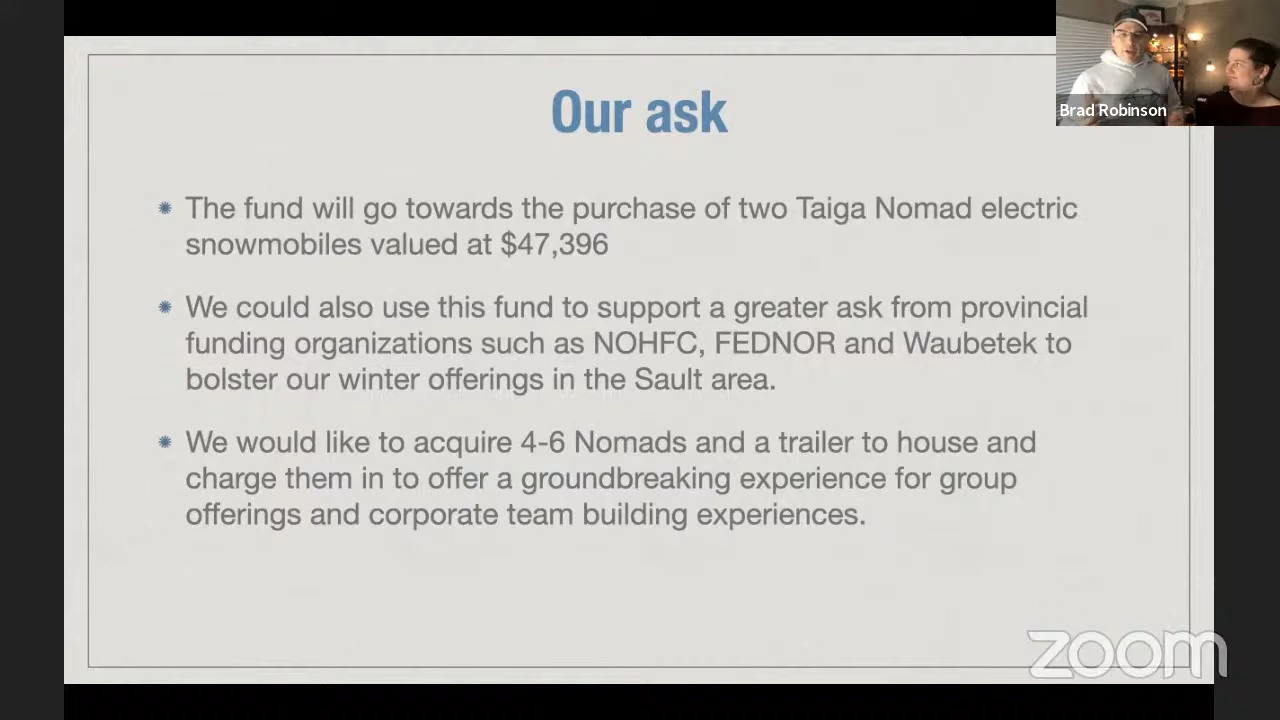 Our ask
Brad Robinson
The fund will go towards the purchase of two Taiga Nomad electric
snowmobiles valued at $47,396
We could also use this fund to support a greater ask from provincial
funding organizations such as NOHFC, FEDNOR and Waubetek to
bolster our winter offerings in the Sault area.
We would like to acquire 4-6 Nomads and a trailer to house and
charge them in to offer a groundbreaking experience for group
offerings and corporate team building experiences.
zoom